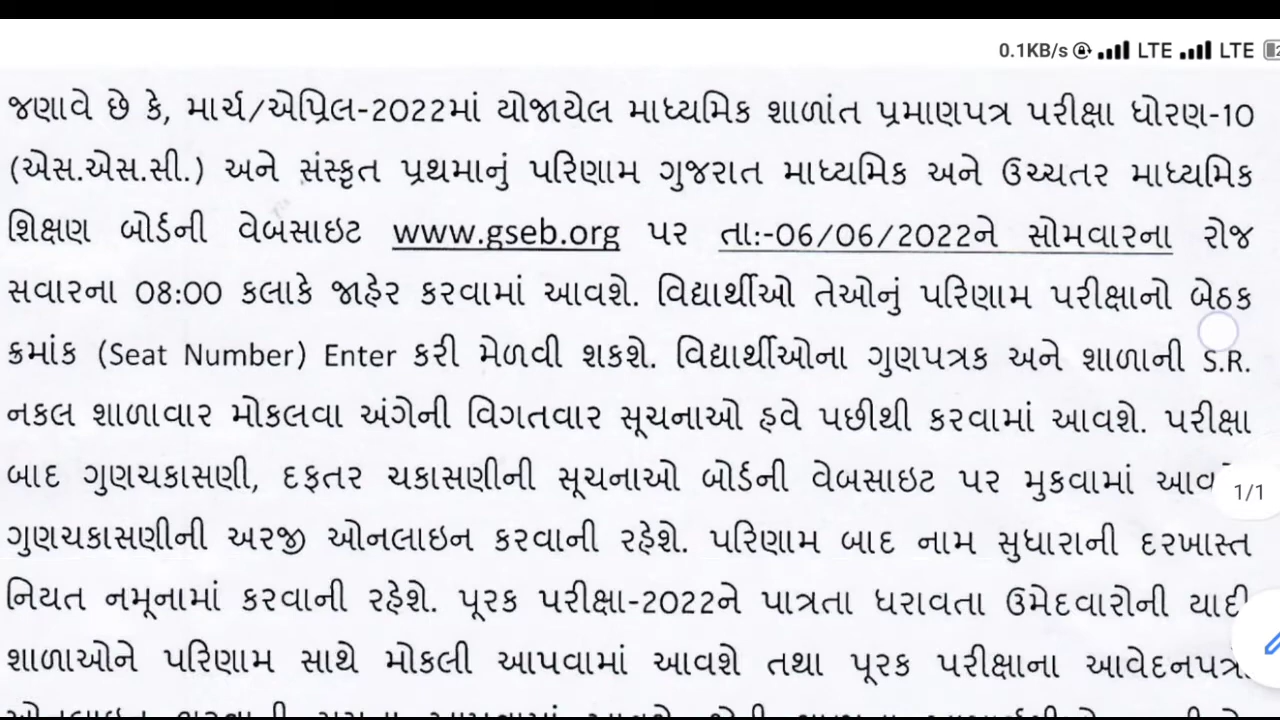 0.1KB/s LTE LTE
જણાવે છે કે, માર્ચ/એપ્રિલ-2022માં યોજાયેલ માધ્યમિક શાળાંત પ્રમાણપત્ર પરીક્ષા ધોરણ-10
(એસ.એસ.સી.) અને સંસ્કૃત પ્રથમાનું પરિણામ ગુજરાત માધ્યમિક અને ઉચ્ચતર માધ્યમિક
શિક્ષણ બોર્ડની વેબસાઇટ www.gseb.org પર તા:-06/06/2022ને સોમવારના રોજ
સવારના 08:00 કલાકે જાહેર કરવામાં આવશે. વિદ્યાર્થીઓ તેઓનું પરિણામ પરીક્ષાનો બેઠક
ક્રમાંક (Seat Number) Enter કરી મેળવી શકશે. વિદ્યાર્થીઓના ગુણપત્રક અને શાળાની S.R.
નકલ શાળાવાર મોકલવા અંગેની વિગતવાર સૂચનાઓ હવે પછીથી કરવામાં આવશે. પરીક્ષા
બાદ ગુણચકાસણી, દફતર ચકાસણીની સૂચનાઓ બોર્ડની વેબસાઇટ પર મુકવામાં
1/1
ગુણચકાસણીની અરજી ઓનલાઇન કરવાની રહેશે. પરિણામ બાદ નામ સુધારાની દરખાસ્ત
નિયત નમૂનામાં કરવાની રહેશે. પૂરક પરીક્ષા-2022ને પાત્રતા ધરાવતા ઉમેદવારોની યાદી
શાળાઓને પરિણામ સાથે મોકલી આપવામાં આવશે તથા પૂરક પરીક્ષાના આવેદનપત્રો